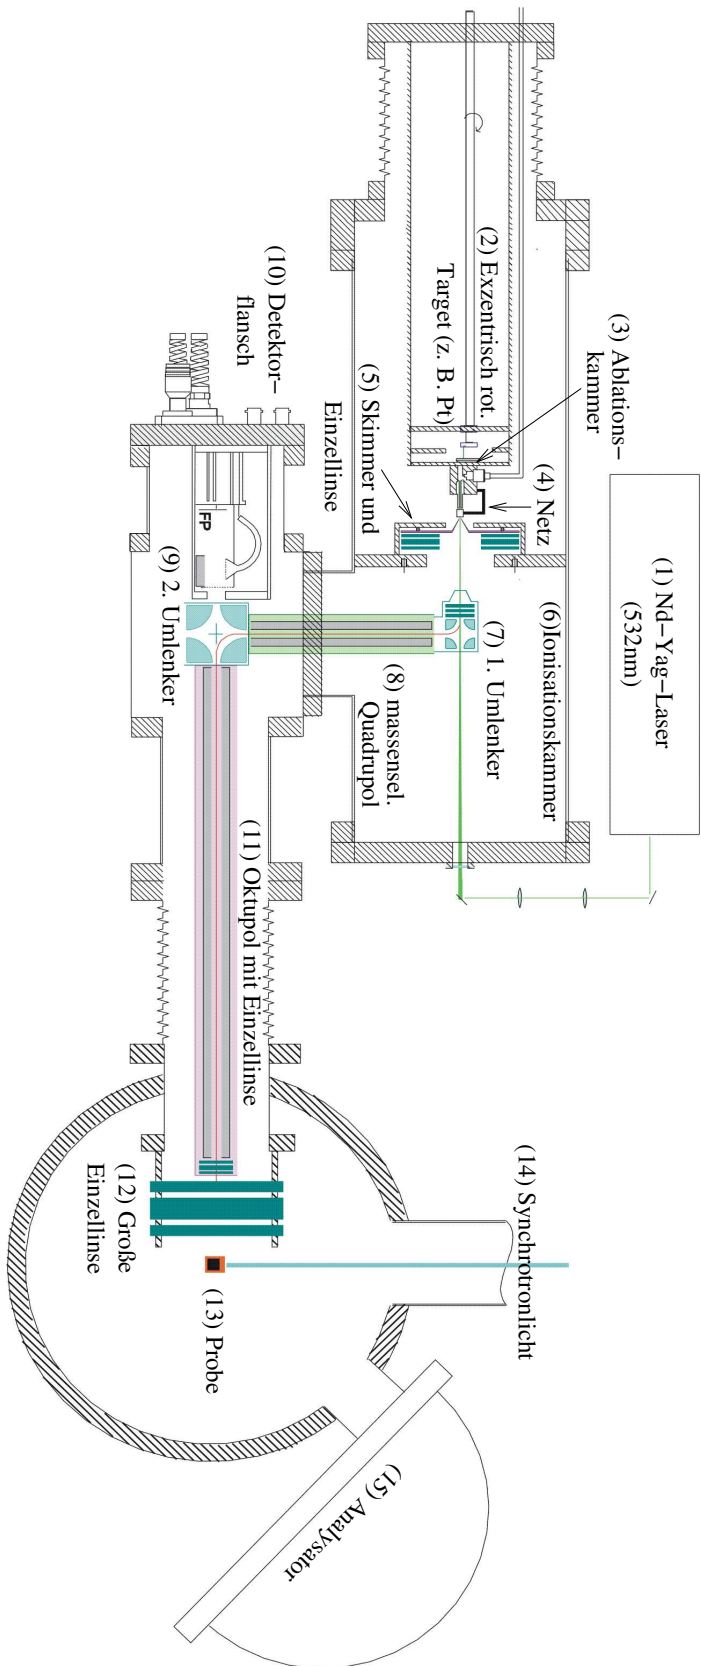 (1) Nd–Yag–Laser
(532nm)
(2) Exzentrisch rot.
Target (z. B. Pt)
(3) Ablations–
kammer
(4) Netz
(5) Skimmer und
Einzellinse
(6)Ionisationskammer
(7) 1. Umlenker
(8) massensel.
Quadrupol
(9) 2. Umlenker
(10) Detektor–
flansch
FP
(11) Oktupol mit Einzellinse
(12) Große
Einzellinse
(13) Probe
(14) Synchrotronlicht
(15) Analysator